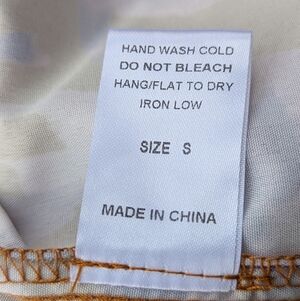 HAND WASH COLD
DO NOT BLEACH
HANG/FLAT TO DRY
IRON LOW
SIZE S
MADE IN CHINA